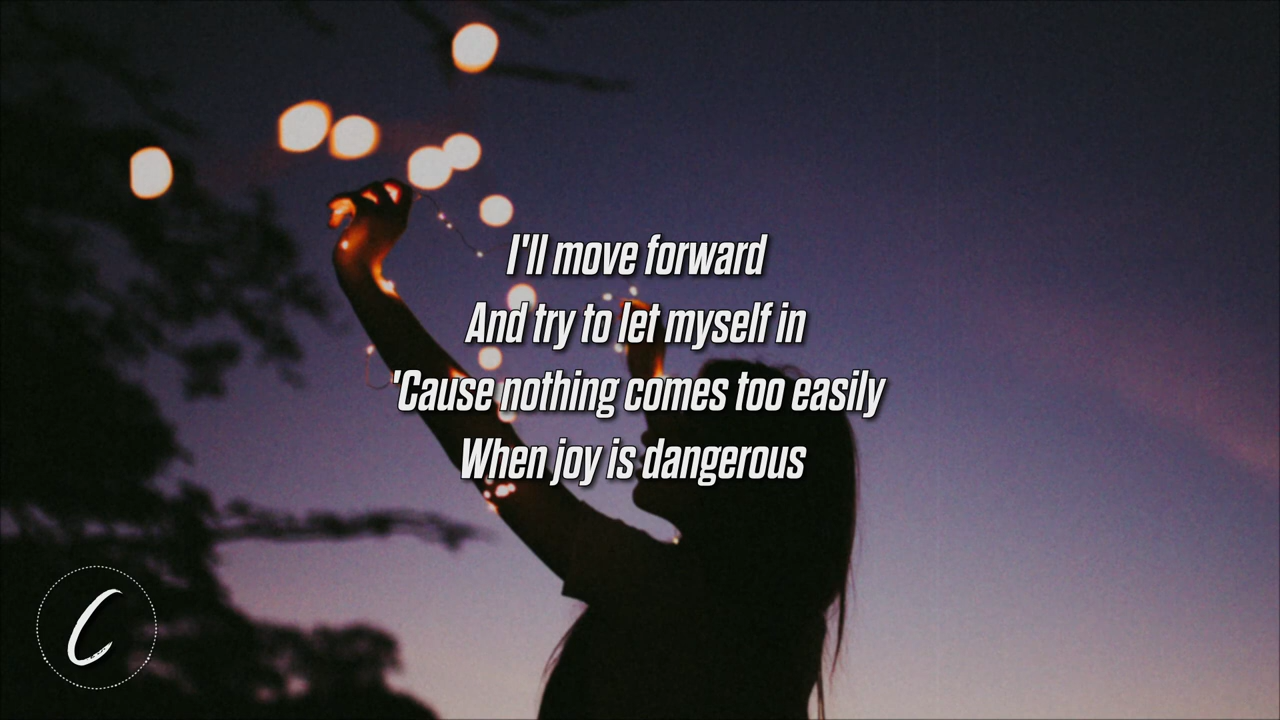 I'll move forward
And try to let myself in
'Cause nothing comes too easily
When joy is dangerous
C